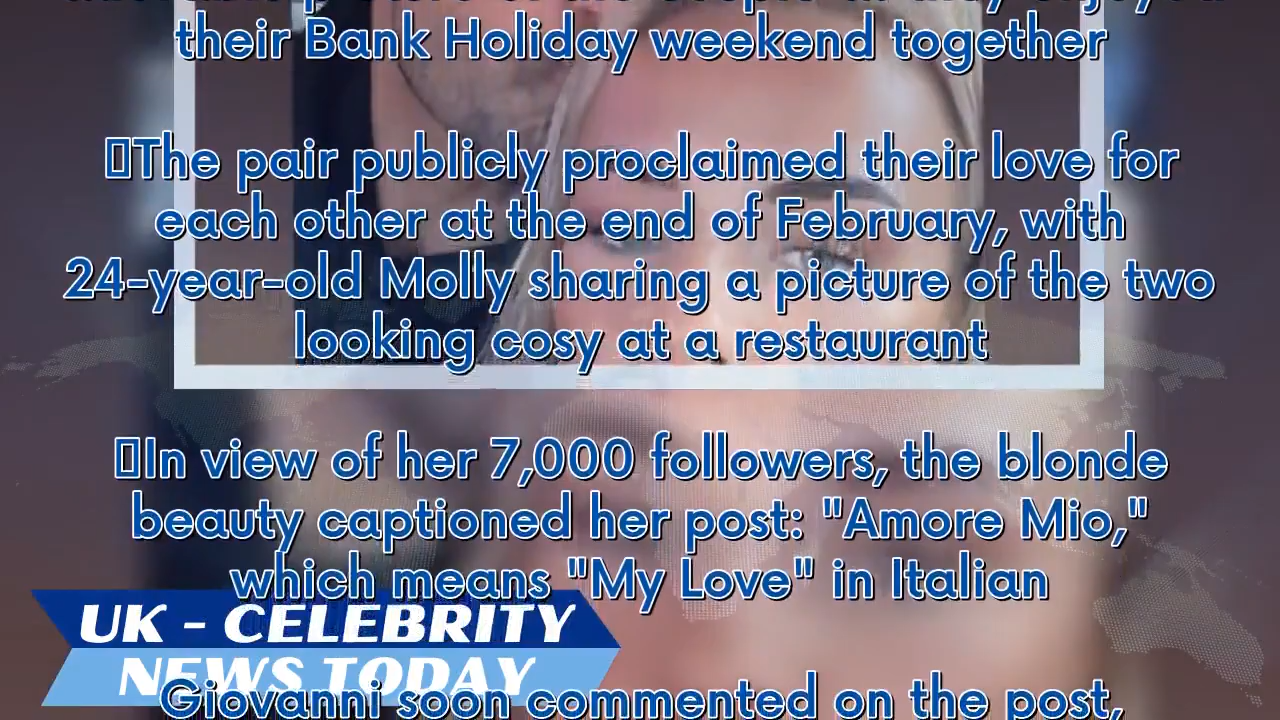 their Bank Holiday weekend together
The pair publicly proclaimed their love for
each other at the end of February, with
24-year-old Molly sharing a picture of the two
looking cosy at a restaurant
In view of her 7,000 followers, the blonde
beauty captioned her post: "Amore Mio,"
which means "My Love" in Italian
UK - CELEBRITY
NEWS TODAY
Giovanni soon commented on the post,